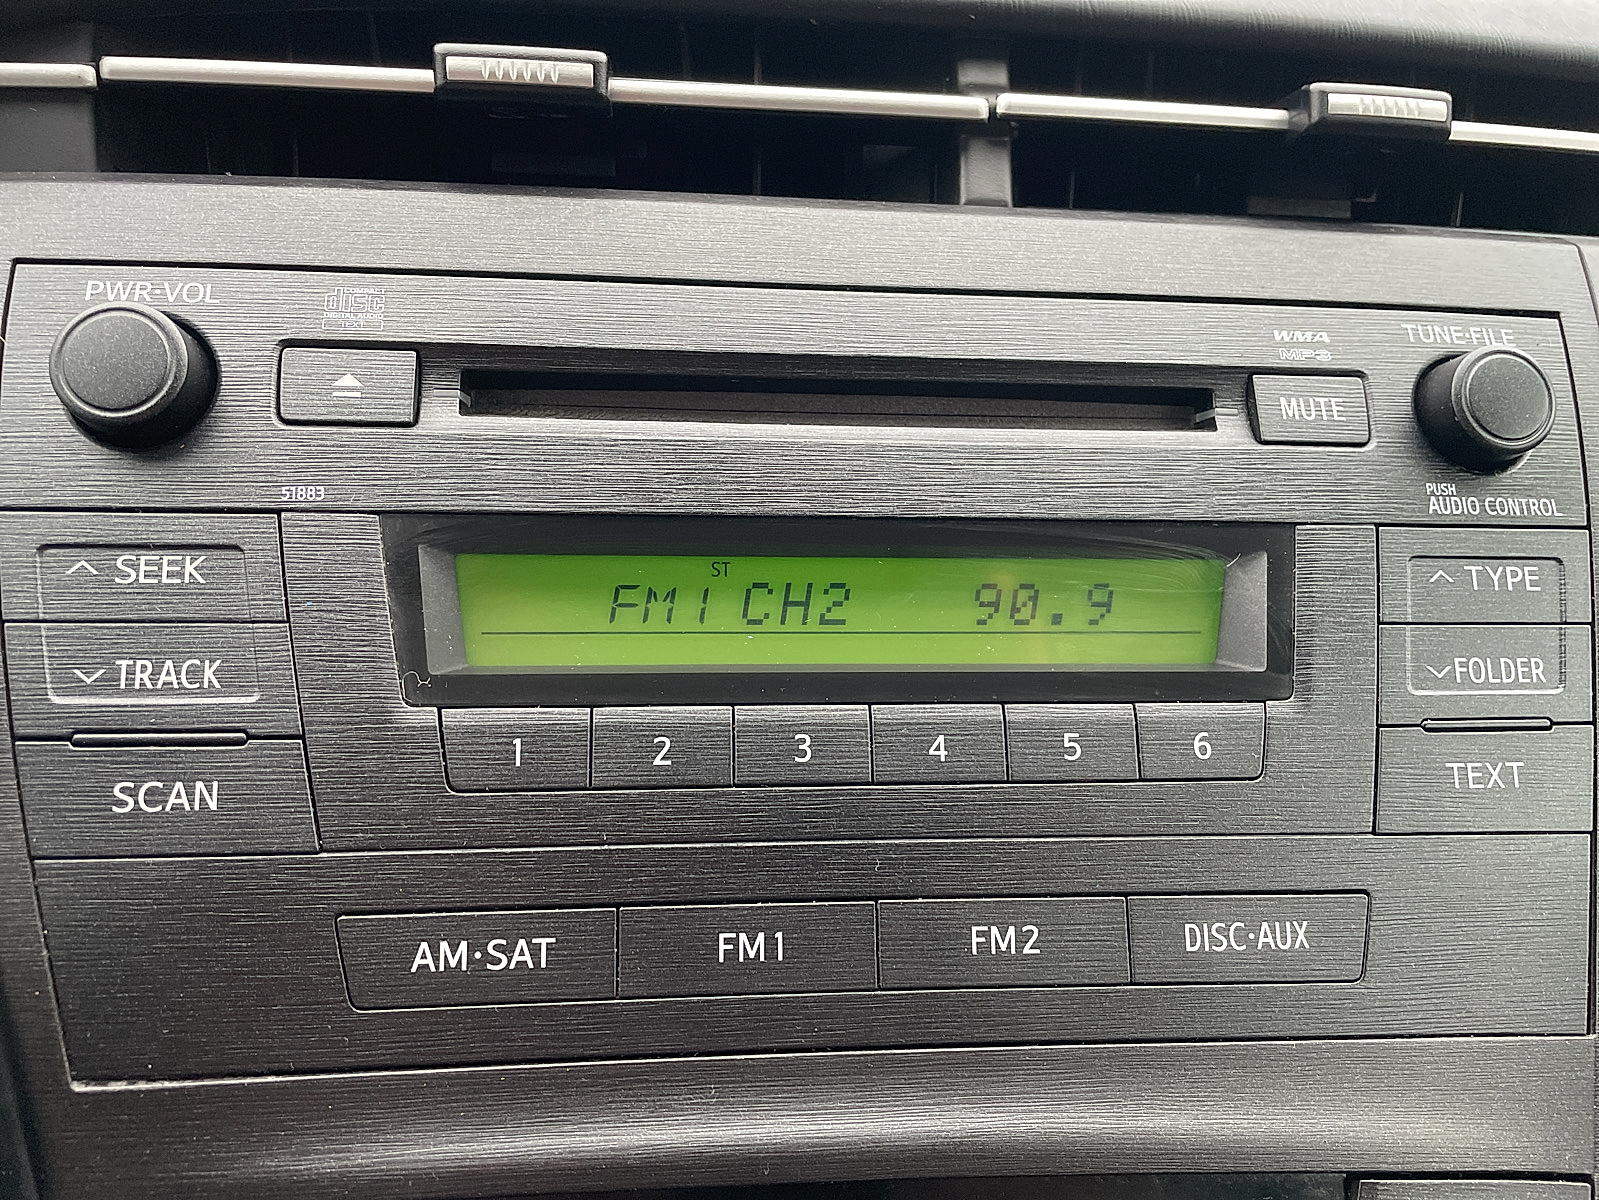 PWR·VOL
COMPACT
disc
DIGITAL AUDIO
TEXT
WMA
MP3
TUNE·FILE
MUTE
51883
PUSH
AUDIO CONTROL
SEEK
TRACK
SCAN
ST
FM1 CH2 90.9
TYPE
FOLDER
TEXT
1 2 3 4 5 6
AM·SAT FM1 FM2 DISC·AUX